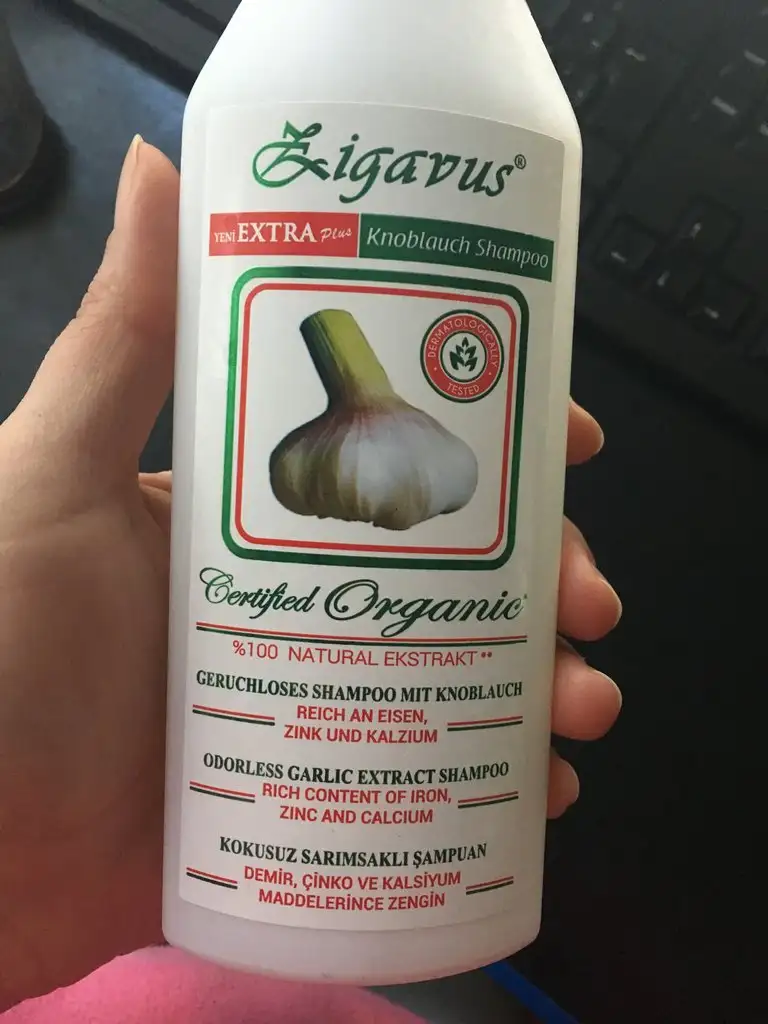 Zigavus®
YENİ EXTRA Plus Knoblauch Shampoo
DERMATOLOGICALLY
TESTED
Certified Organic*
%100 NATURAL EKSTRAKT**
GERUCHLOSES SHAMPOO MIT KNOBLAUCH
REICH AN EISEN,
ZINK UND KALZIUM
ODORLESS GARLIC EXTRACT SHAMPOO
RICH CONTENT OF IRON,
ZINC AND CALCIUM
KOKUSUZ SARIMSAKLI ŞAMPUAN
DEMİR, ÇİNKO VE KALSİYUM
MADDELERİNCE ZENGİN